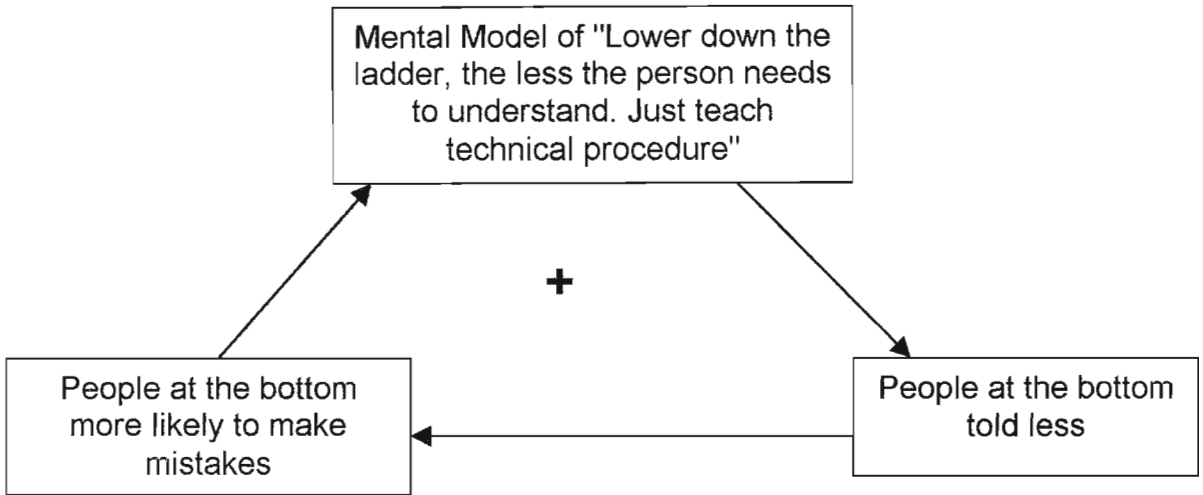 Mental Model of "Lower down the
ladder, the less the person needs
to understand. Just teach
technical procedure"
+
People at the bottom
more likely to make
mistakes
People at the bottom
told less